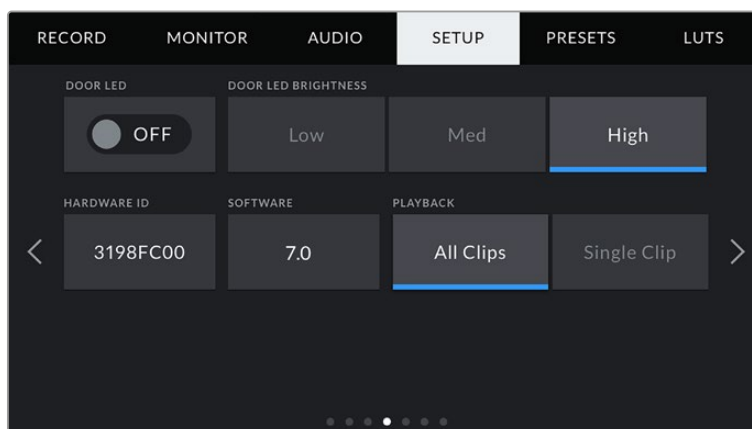 RECORD MONITOR AUDIO SETUP PRESETS LUTS
DOOR LED DOOR LED BRIGHTNESS
OFF Low Med High
HARDWARE ID SOFTWARE PLAYBACK
3198FC00 7.0 All Clips Single Clip